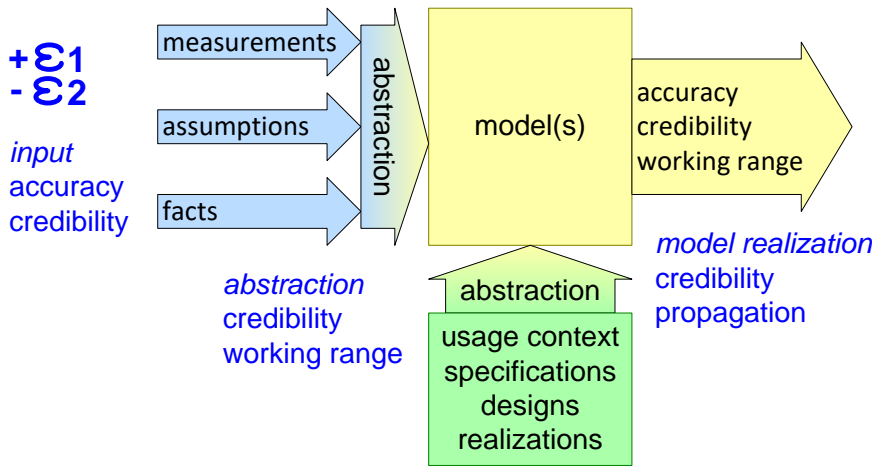 +ε1
- ε2
input
accuracy
credibility
measurements
assumptions
facts
abstraction
abstraction
credibility
working range
model(s)
accuracy
credibility
working range
model realization
credibility
propagation
abstraction
usage context
specifications
designs
realizations